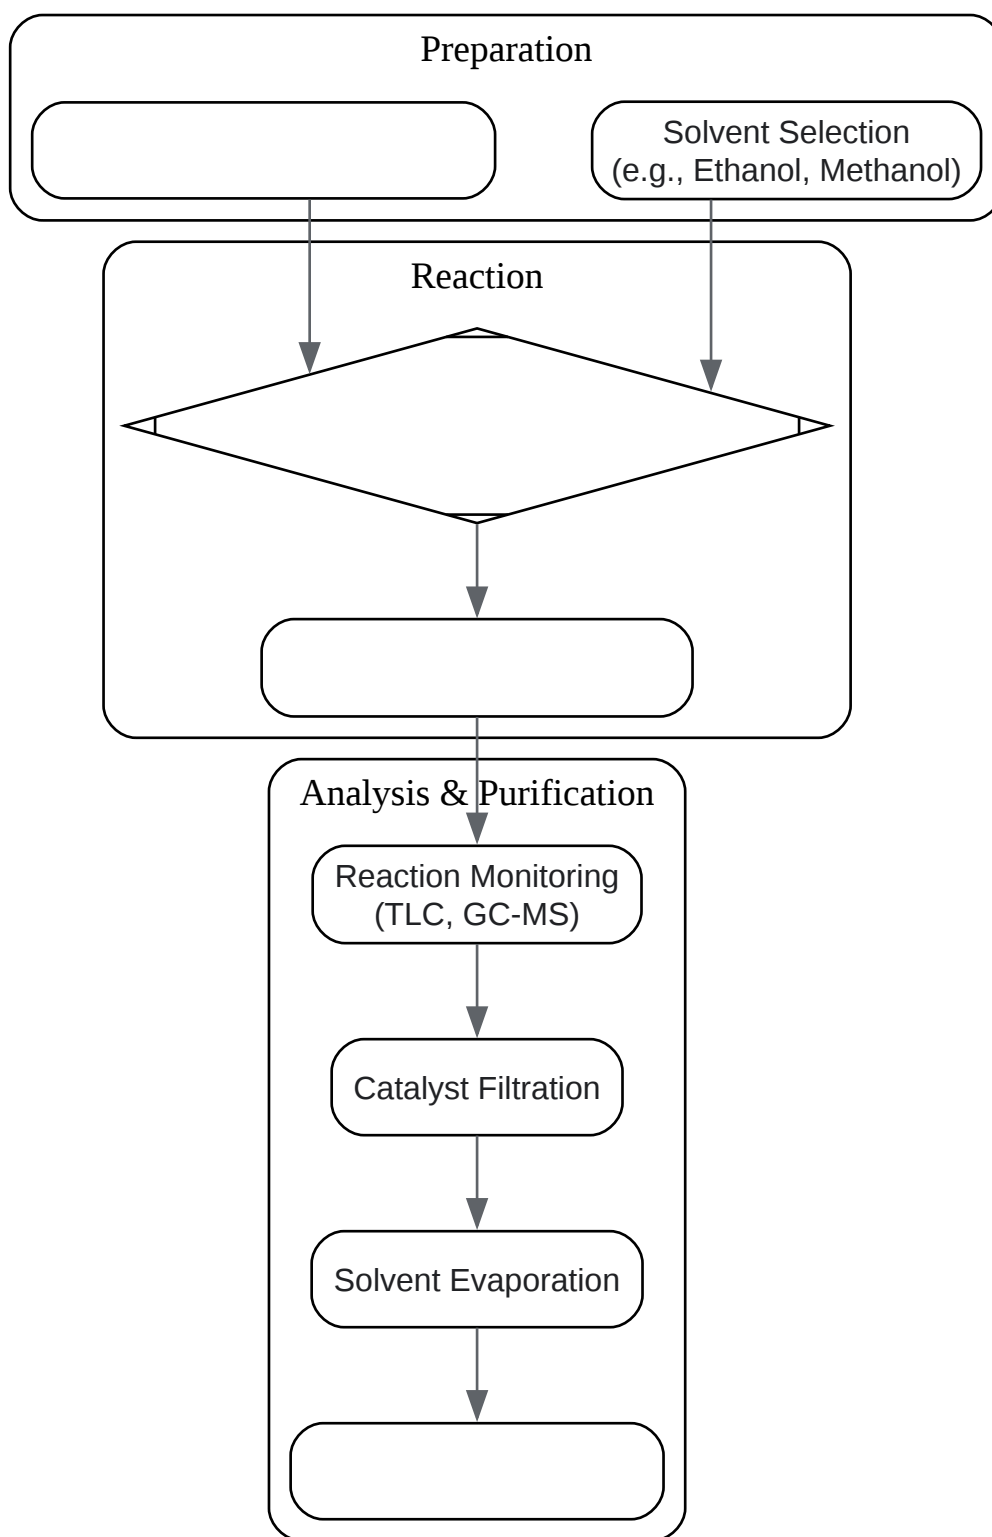 Preparation
Solvent Selection
(e.g., Ethanol, Methanol)
Reaction
Analysis & Purification
Reaction Monitoring
(TLC, GC-MS)
Catalyst Filtration
Solvent Evaporation